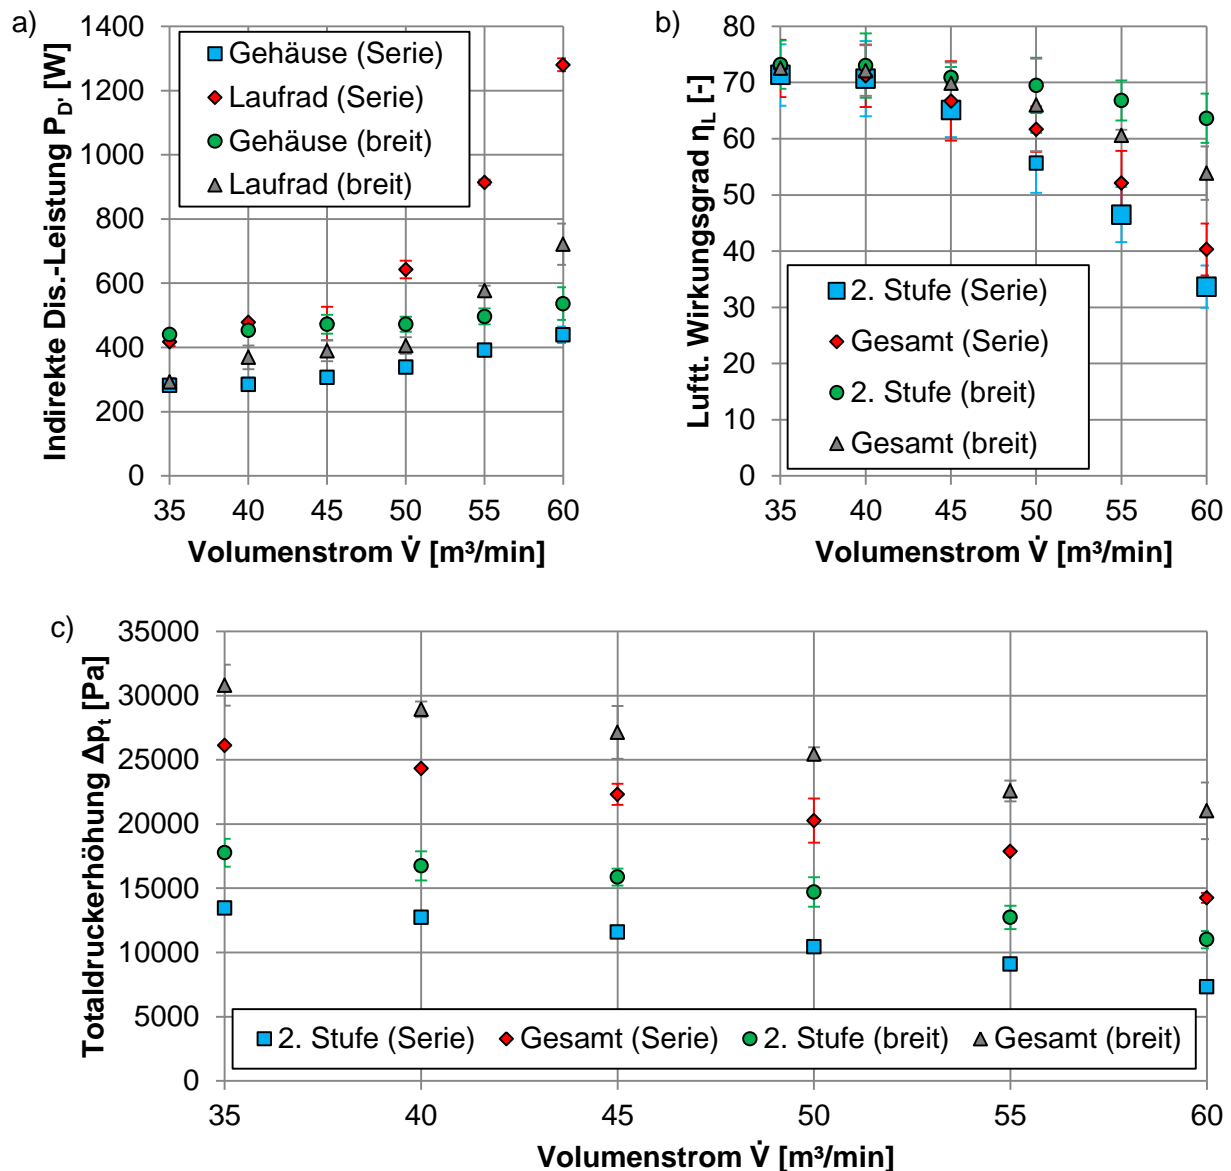 a)
Indirekte Dis.-Leistung P_D' [W]
1400
1200
1000
800
600
400
200
0
Gehäuse (Serie)
Laufrad (Serie)
Gehäuse (breit)
Laufrad (breit)
35 40 45 50 55 60
Volumenstrom V̇ [m³/min]
b)
Luftt. Wirkungsgrad η_L [-]
80
70
60
50
40
30
20
10
0
2. Stufe (Serie)
Gesamt (Serie)
2. Stufe (breit)
Gesamt (breit)
35 40 45 50 55 60
Volumenstrom V̇ [m³/min]
c)
Totaldruckerhöhung Δp_t [Pa]
35000
30000
25000
20000
15000
10000
5000
0
2. Stufe (Serie) Gesamt (Serie) 2. Stufe (breit) Gesamt (breit)
35 40 45 50 55 60
Volumenstrom V̇ [m³/min]